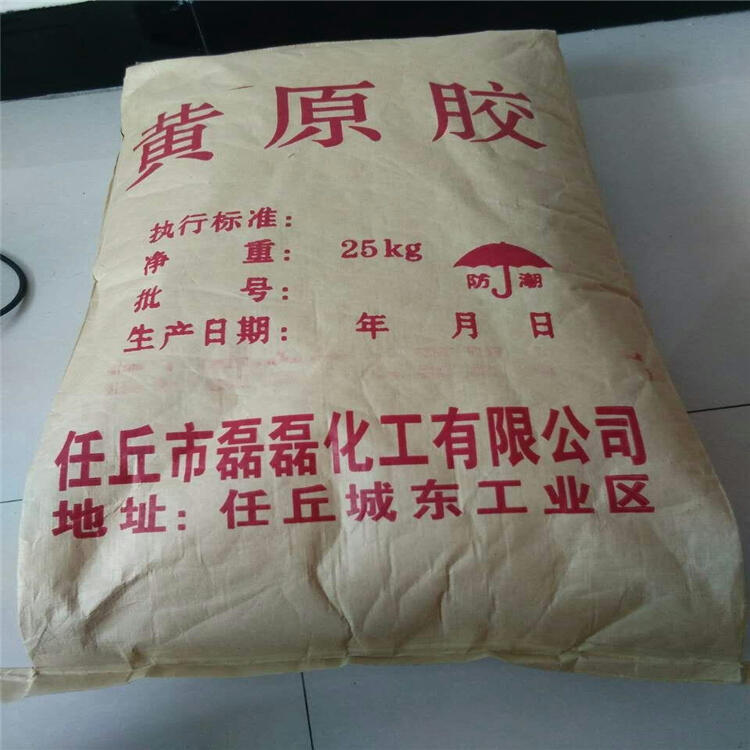 黄原胶
执行标准：
净 重： 25kg
批 号：
防潮
生产日期： 年 月 日
任丘市磊磊化工有限公司
地址：任丘城东工业区